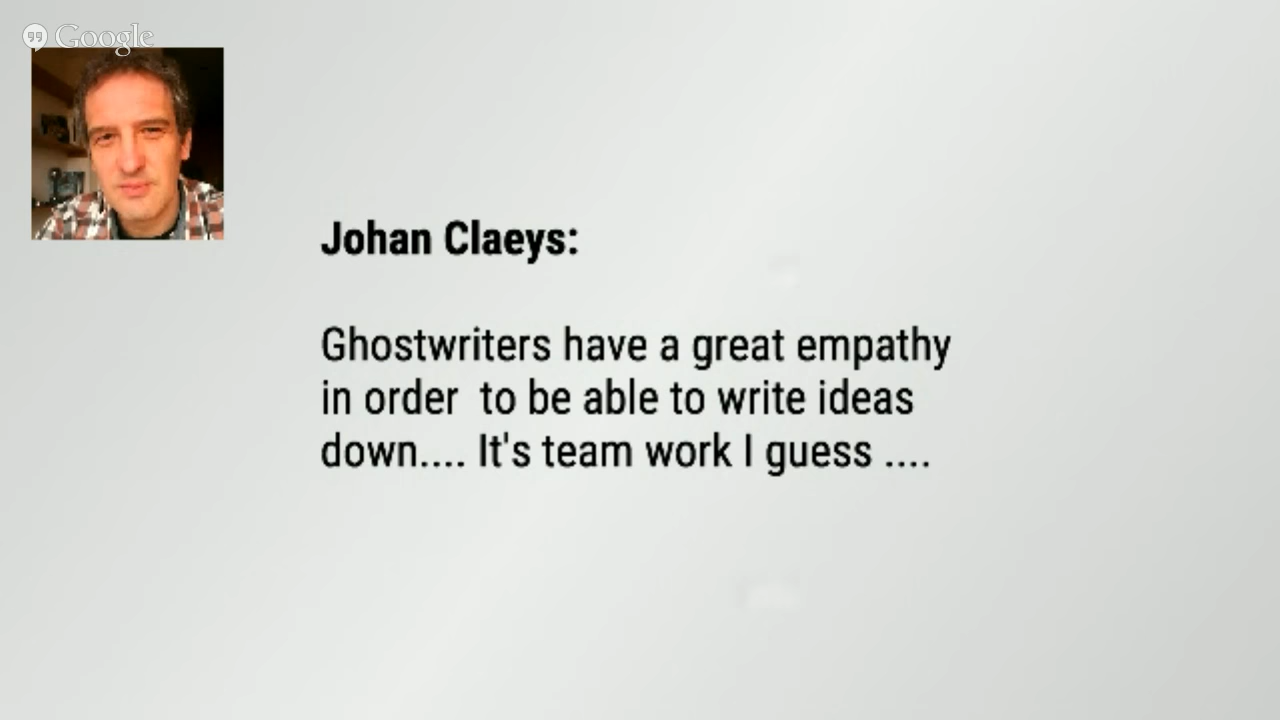 Google
Johan Claeys:
Ghostwriters have a great empathy
in order  to be able to write ideas
down.... It's team work I guess ....